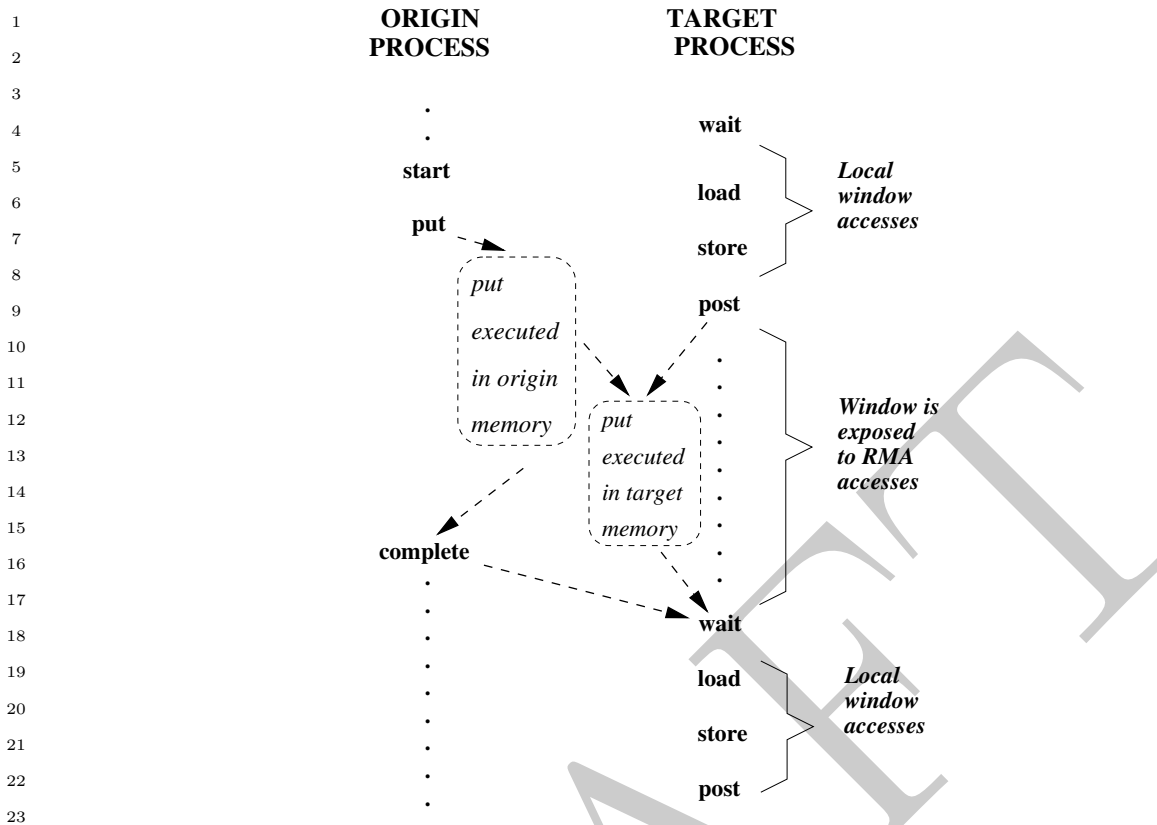 1
ORIGIN TARGET
2
PROCESS PROCESS
3
4
wait
5
start
Local
6
load
window
put
accesses
7
store
8
put
9
post
executed
10
in origin
11
12
memory
put
Window is
exposed
13
executed
to RMA
14
in target
accesses
15
memory
16
complete
17
18
wait
19
load
Local
20
window
store
accesses
21
22
post
23
AFT